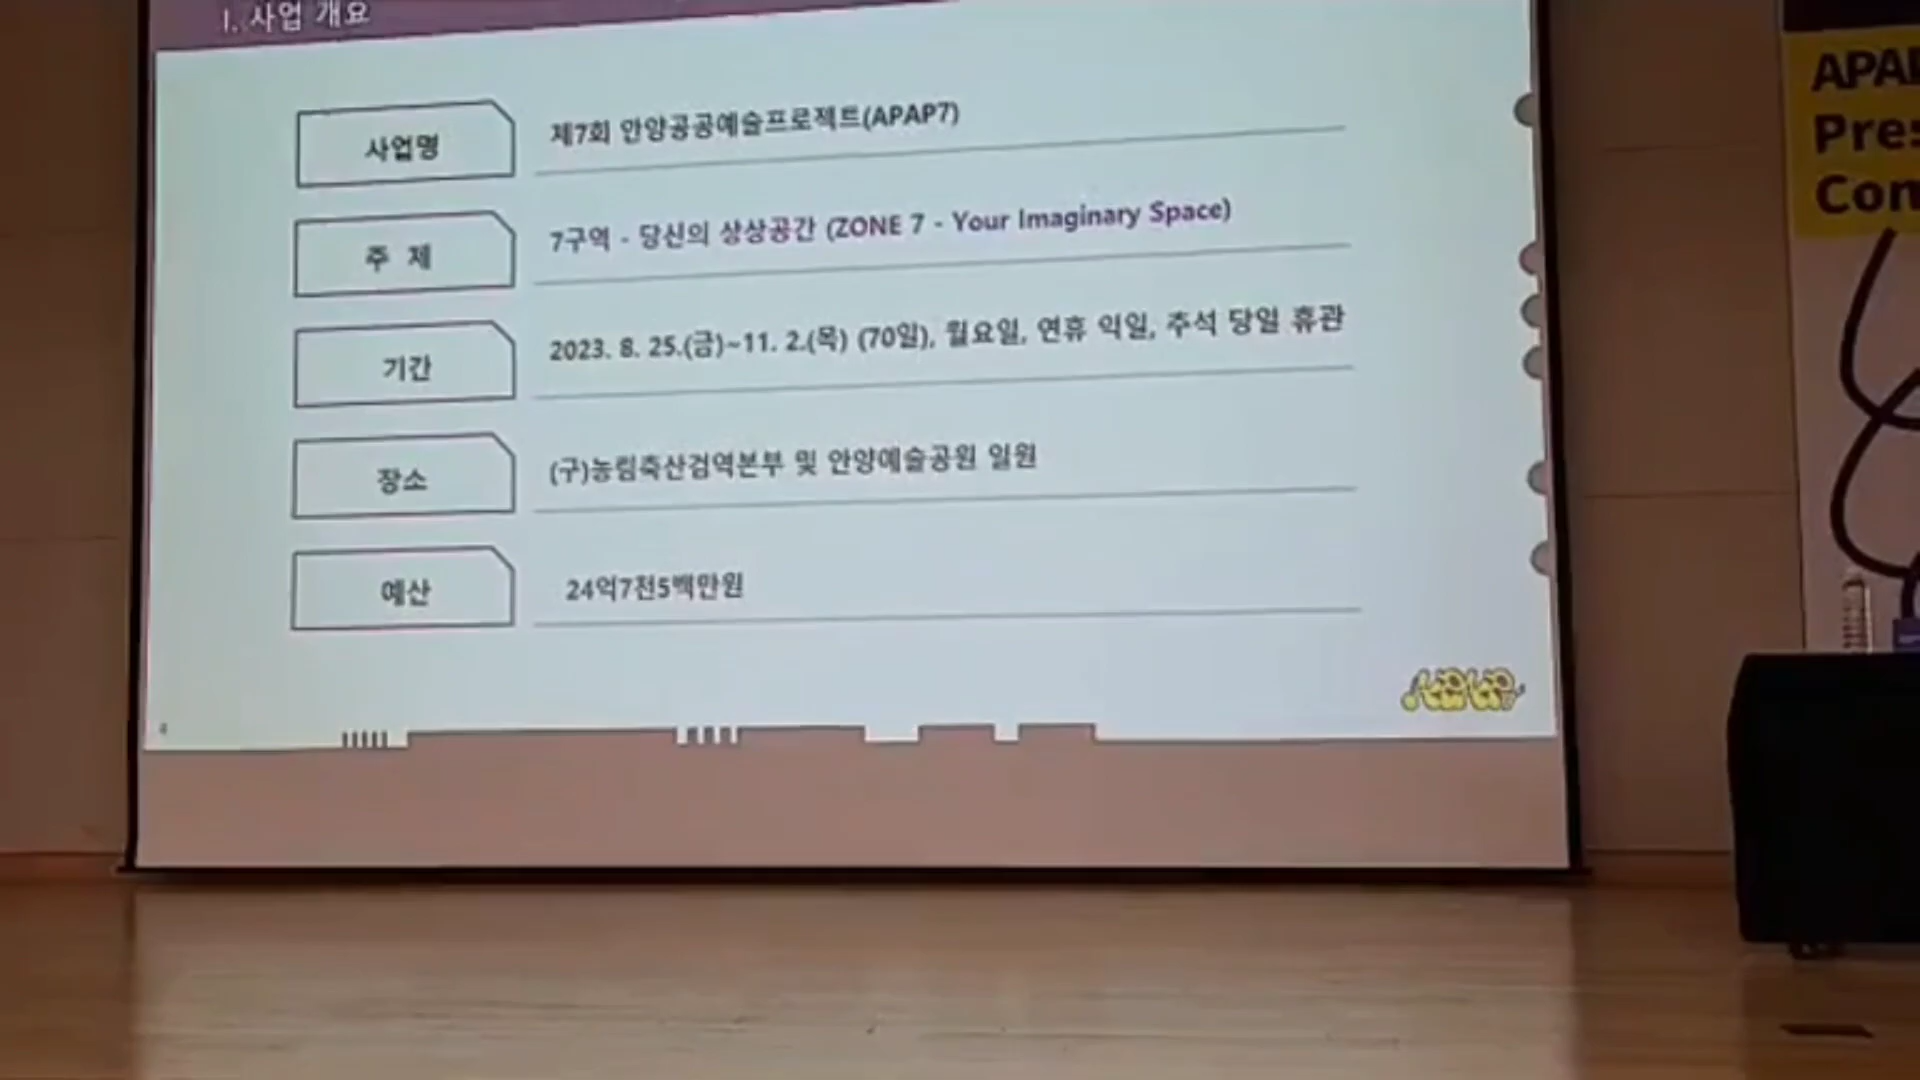 I. 사업 개요
사업명
제7회 안양공공예술프로젝트(APAP7)
주 제
7구역 - 당신의 상상공간 (ZONE 7 - Your Imaginary Space)
기간
2023. 8. 25.(금)~11. 2.(목) (70일), 월요일, 연휴 익일, 추석 당일 휴관
장소
(구)농림축산검역본부 및 안양예술공원 일원
예산
24억7천5백만원
APAP
Pres
Con